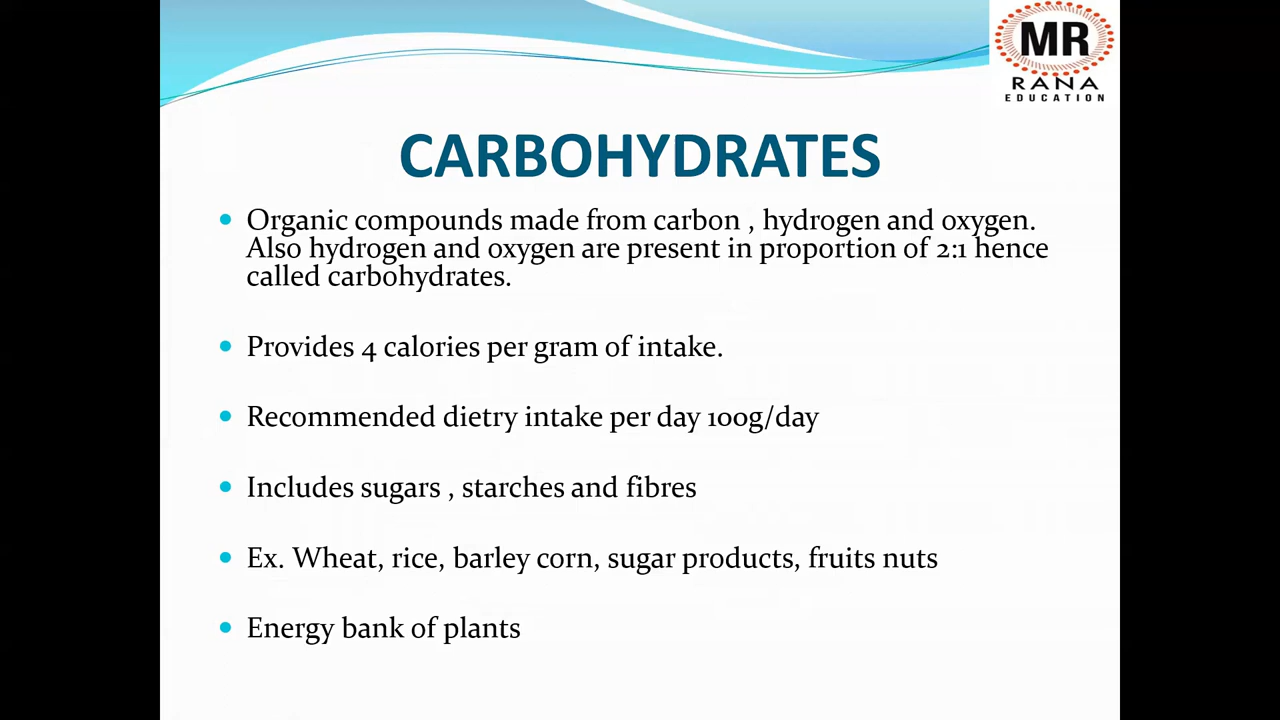 MR
RANA
EDUCATION
CARBOHYDRATES
• Organic compounds made from carbon , hydrogen and oxygen.
Also hydrogen and oxygen are present in proportion of 2:1 hence
called carbohydrates.
• Provides 4 calories per gram of intake.
• Recommended dietry intake per day 100g/day
• Includes sugars , starches and fibres
• Ex. Wheat, rice, barley corn, sugar products, fruits nuts
• Energy bank of plants